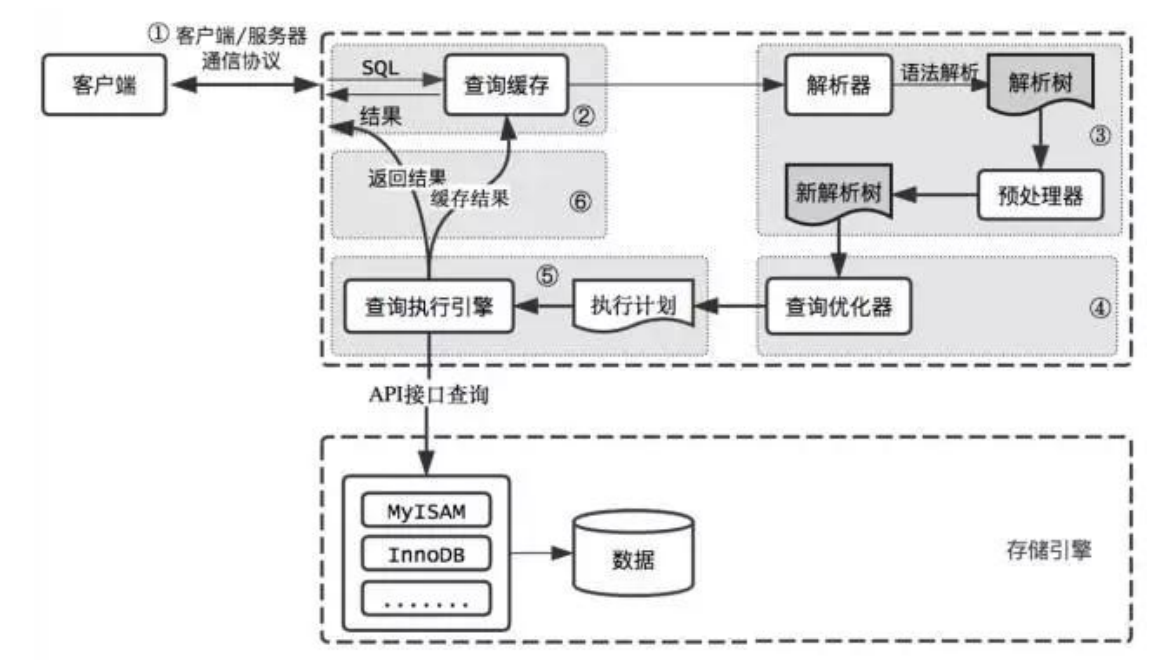 ① 客户端/服务器
通信协议
客户端
SQL
查询缓存
结果
②
解析器
语法解析
解析树
③
新解析树
预处理器
返回结果
缓存结果
⑥
查询执行引擎
⑤
执行计划
查询优化器
④
API接口查询
MyISAM
InnoDB
.......
数据
存储引擎